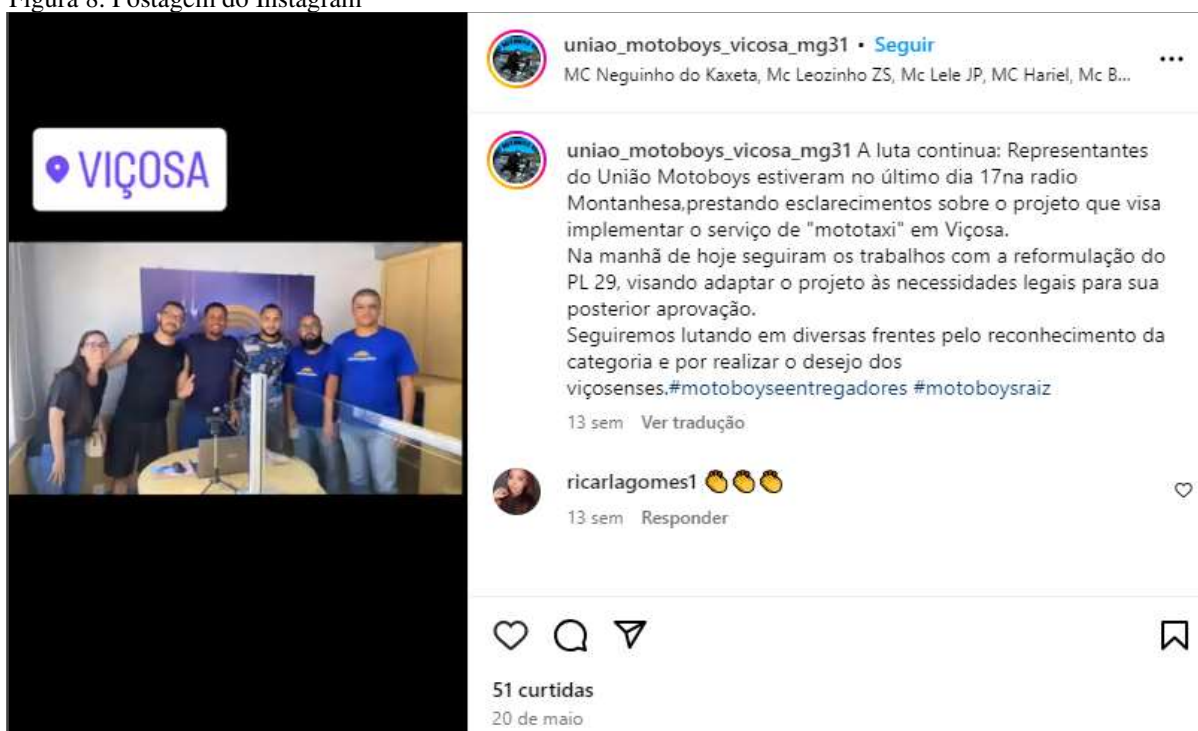 Figura 8: Postagem do Instagram
VIÇOSA
uniao_motoboys_vicosa_mg31 • Seguir
MC Neguinho do Kaxeta, Mc Leozinho ZS, Mc Lele JP, MC Hariel, Mc B...
uniao_motoboys_vicosa_mg31 A luta continua: Representantes
do União Motoboys estiveram no último dia 17na radio
Montanhesa,prestando esclarecimentos sobre o projeto que visa
implementar o serviço de "mototaxi" em Viçosa.
Na manhã de hoje seguiram os trabalhos com a reformulação do
PL 29, visando adaptar o projeto às necessidades legais para sua
posterior aprovação.
Seguiremos lutando em diversas frentes pelo reconhecimento da
categoria e por realizar o desejo dos
viçosenses.#motoboyseentregadores #motoboysraiz
13 sem Ver tradução
ricarlagomes1 👏👏👏
13 sem Responder
51 curtidas
20 de maio